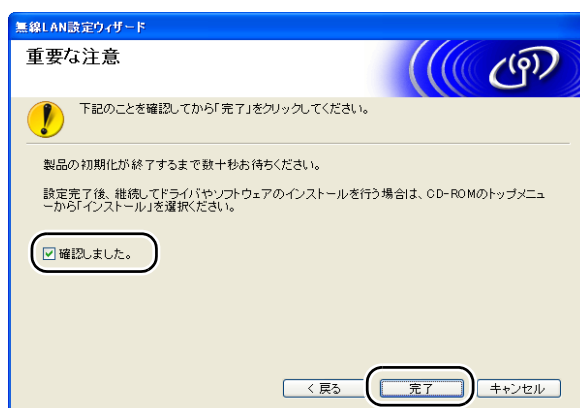 無線LAN設定ウィザード
重要な注意
下記のことを確認してから「完了」をクリックしてください。
製品の初期化が終了するまで数十秒お待ちください。
設定完了後、継続してドライバやソフトウェアのインストールを行う場合は、CD-ROMのトップメニュ
ーから「インストール」を選択ください。
確認しました。
< 戻る 完了 キャンセル